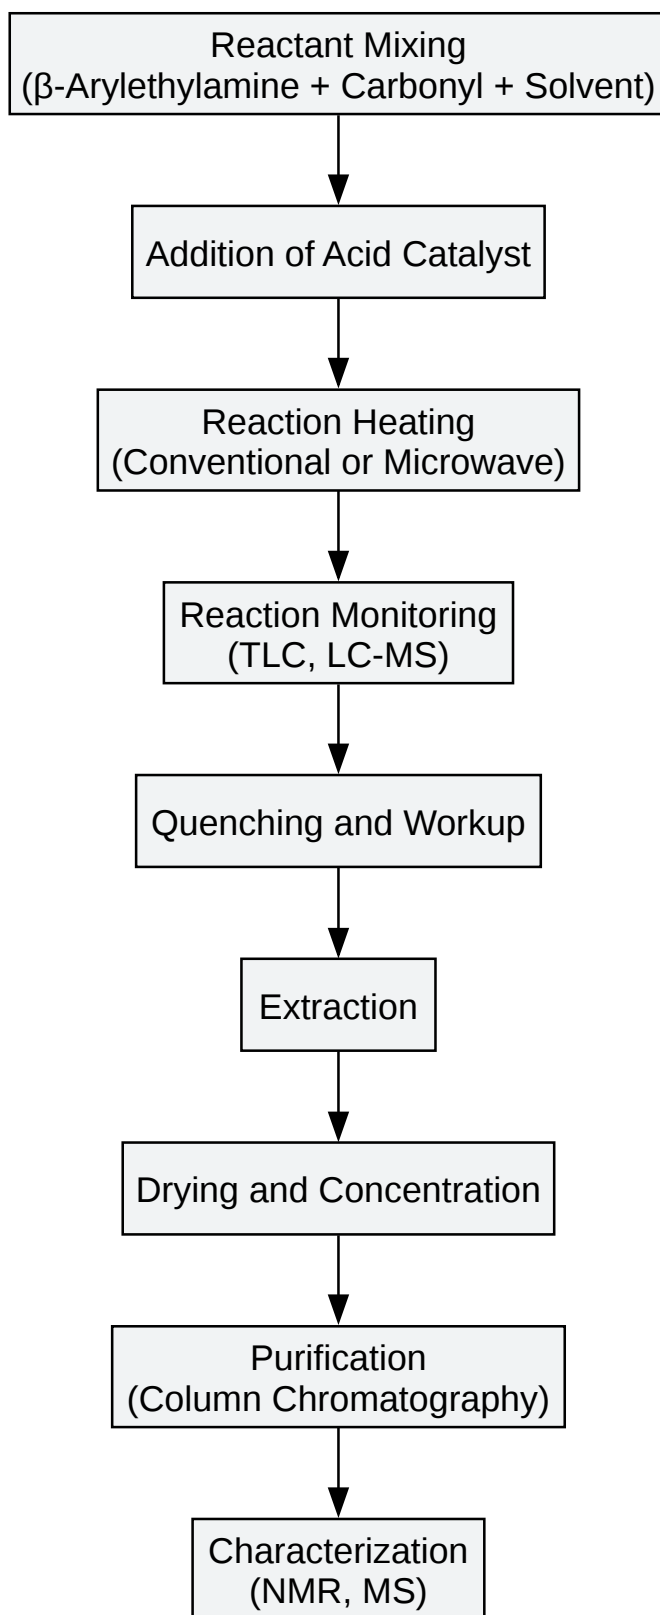 Reactant Mixing
(β-Arylethylamine + Carbonyl + Solvent)
Addition of Acid Catalyst
Reaction Heating
(Conventional or Microwave)
Reaction Monitoring
(TLC, LC-MS)
Quenching and Workup
Extraction
Drying and Concentration
Purification
(Column Chromatography)
Characterization
(NMR, MS)